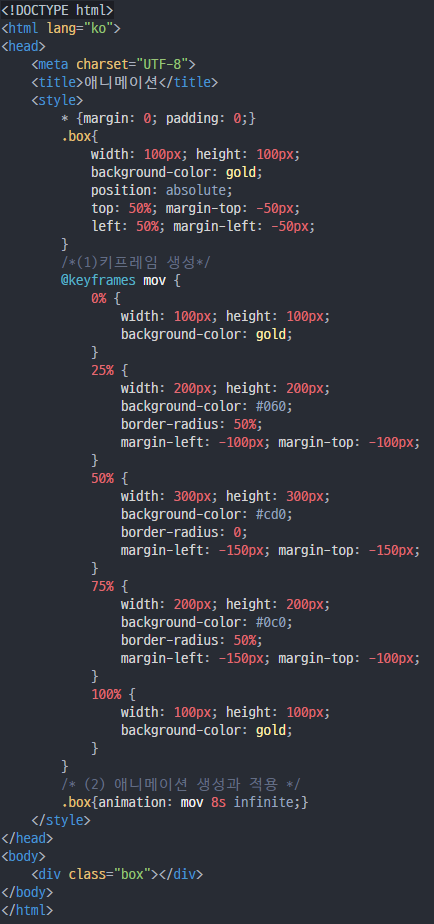 <!DOCTYPE html>
<html lang="ko">
<head>
    <meta charset="UTF-8">
    <title>애니메이션</title>
    <style>
        * {margin: 0; padding: 0;}
        .box{
            width: 100px; height: 100px;
            background-color: gold;
            position: absolute;
            top: 50%; margin-top: -50px;
            left: 50%; margin-left: -50px;
        }
        /*(1)키프레임 생성*/
        @keyframes mov {
            0% {
                width: 100px; height: 100px;
                background-color: gold;
            }
            25% {
                width: 200px; height: 200px;
                background-color: #060;
                border-radius: 50%;
                margin-left: -100px; margin-top: -100px;
            }
            50% {
                width: 300px; height: 300px;
                background-color: #cd0;
                border-radius: 0;
                margin-left: -150px; margin-top: -150px;
            }
            75% {
                width: 200px; height: 200px;
                background-color: #0c0;
                border-radius: 50%;
                margin-left: -150px; margin-top: -100px;
            }
            100% {
                width: 100px; height: 100px;
                background-color: gold;
            }
        }
        /* (2) 애니메이션 생성과 적용 */
        .box{animation: mov 8s infinite;}
    </style>
</head>
<body>
    <div class="box"></div>
</body>
</html>